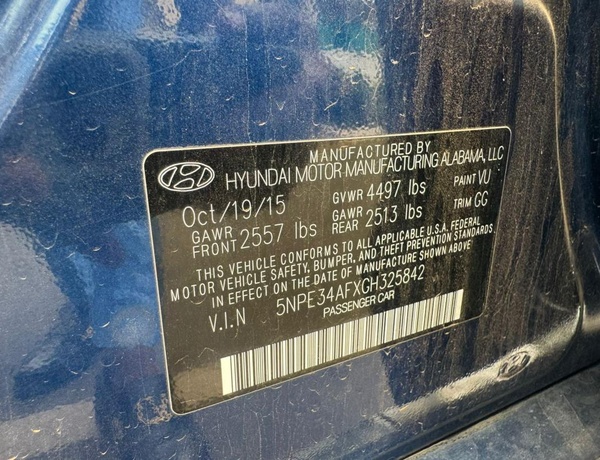 MANUFACTURED BY
HYUNDAI MOTOR MANUFACTURING ALABAMA, LLC
Oct/19/15 GVWR 4497 lbs PAINT VU
GAWR FRONT 2557 lbs GAWR REAR 2513 lbs TRIM GC
THIS VEHICLE CONFORMS TO ALL APPLICABLE U.S.A. FEDERAL
MOTOR VEHICLE SAFETY, BUMPER, AND THEFT PREVENTION STANDARDS
IN EFFECT ON THE DATE OF MANUFACTURE SHOWN ABOVE
V.I.N 5NPE34AFXGH325842
PASSENGER CAR